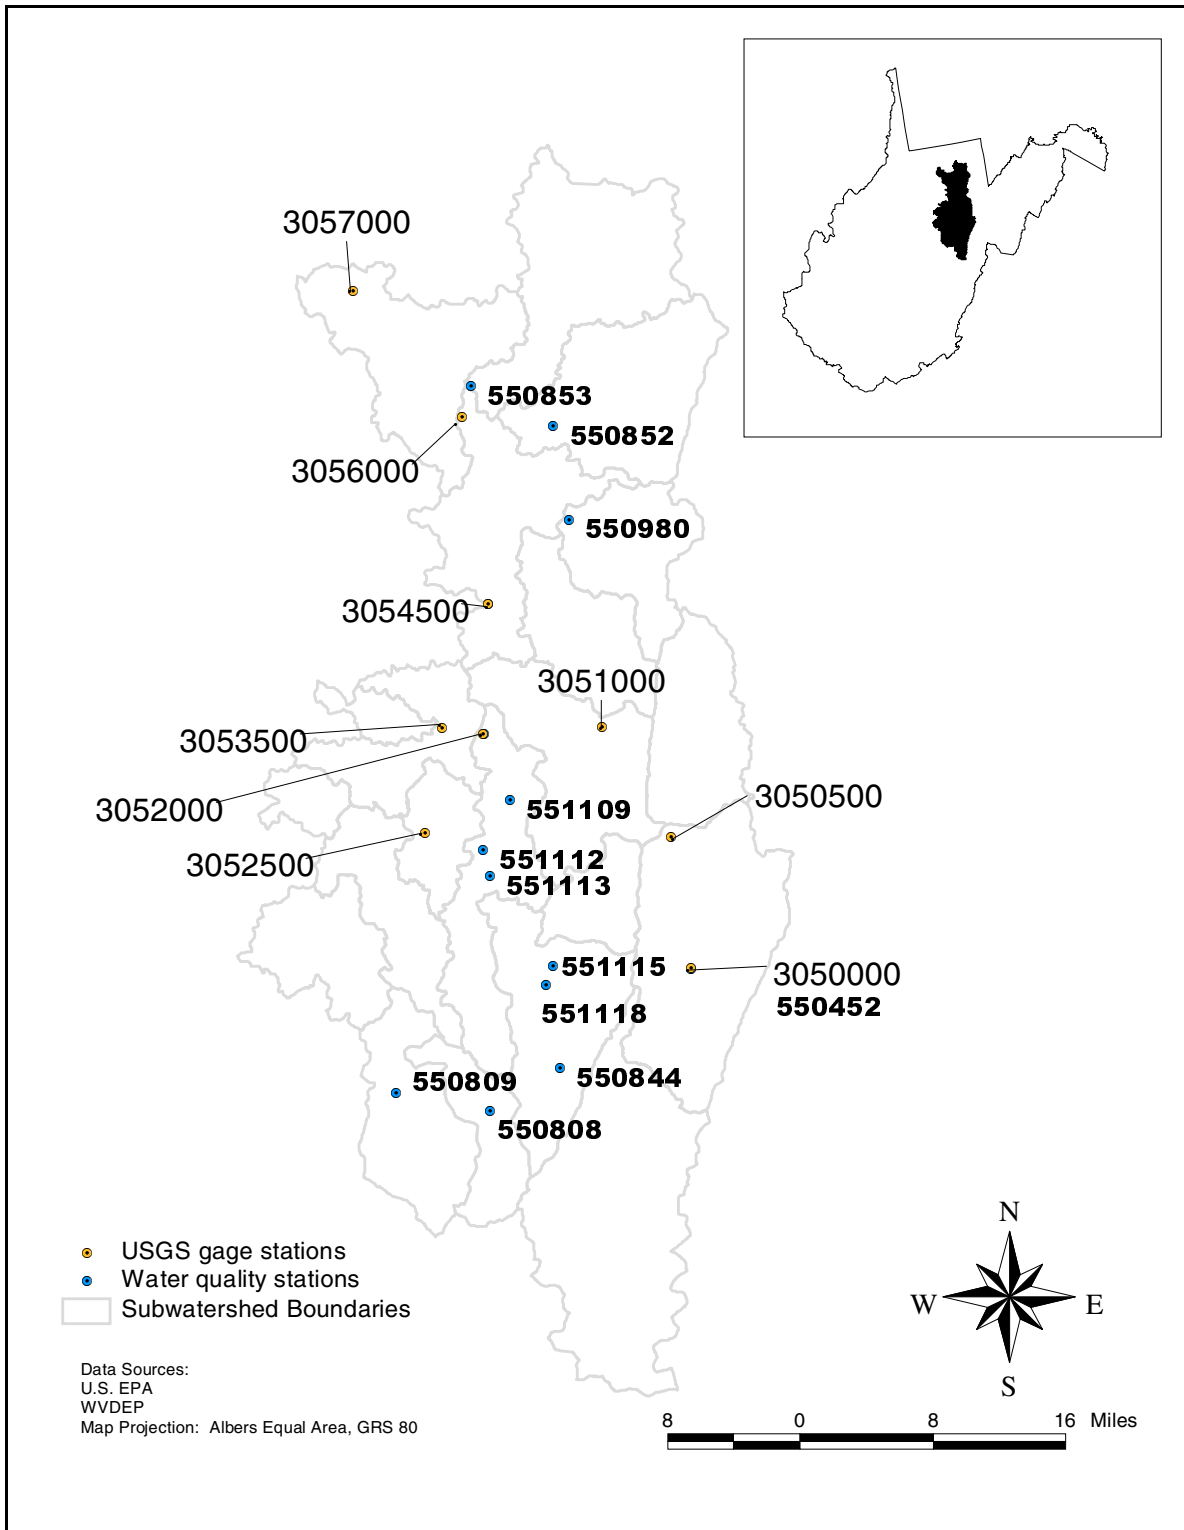 3057000
550853
550852
3056000
550980
3054500
3051000
3053500
3050500
3052000
551109
3052500
551112
551113
551115
3050000
550452
551118
550844
550809
550808
N
W E
S
USGS gage stations
Water quality stations
Subwatershed Boundaries
Data Sources:
U.S. EPA
WVDEP
Map Projection: Albers Equal Area, GRS 80
8 0 8 16 Miles